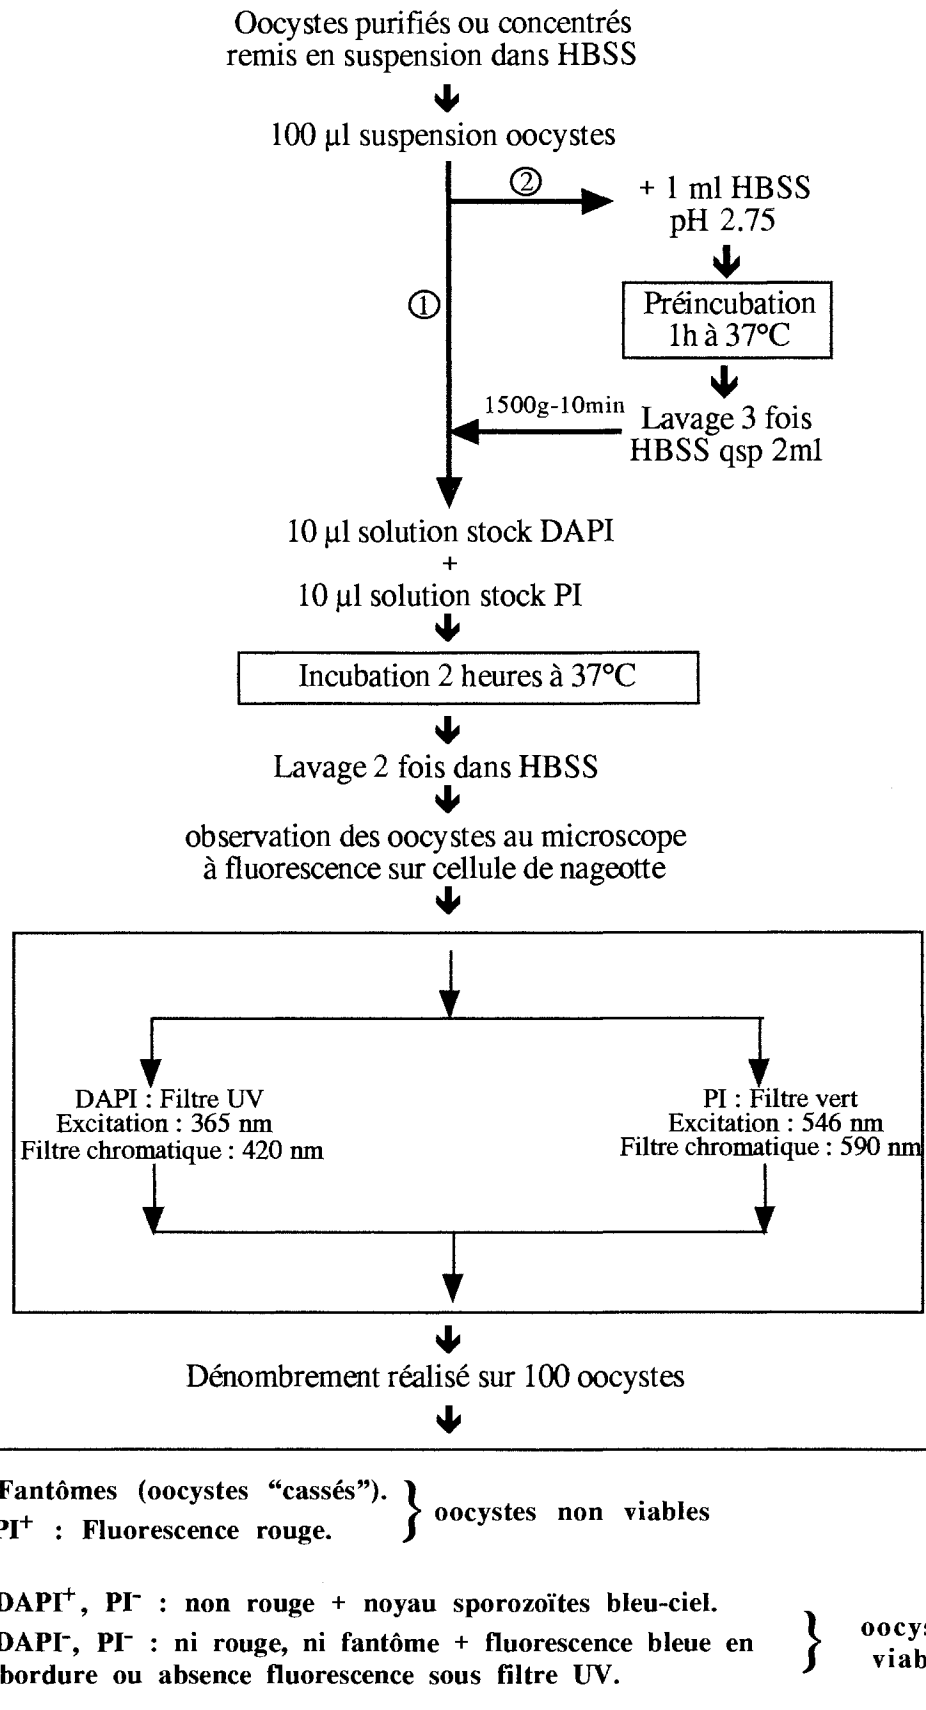 Oocystes purifiés ou concentrés
remis en suspension dans HBSS
100 µl suspension oocystes
②
+ 1 ml HBSS
pH 2.75
①
Préincubation
1h à 37°C
1500g-10min
Lavage 3 fois
HBSS qsp 2ml
10 µl solution stock DAPI
+
10 µl solution stock PI
Incubation 2 heures à 37°C
Lavage 2 fois dans HBSS
observation des oocystes au microscope
à fluorescence sur cellule de nageotte
DAPI : Filtre UV
Excitation : 365 nm
Filtre chromatique : 420 nm
PI : Filtre vert
Excitation : 546 nm
Filtre chromatique : 590 nm
Dénombrement réalisé sur 100 oocystes
Fantômes (oocystes “cassés”).
PI⁺ : Fluorescence rouge.
} oocystes non viables
DAPI⁺, PI⁻ : non rouge + noyau sporozoïtes bleu-ciel.
DAPI⁻, PI⁻ : ni rouge, ni fantôme + fluorescence bleue en
bordure ou absence fluorescence sous filtre UV.
}